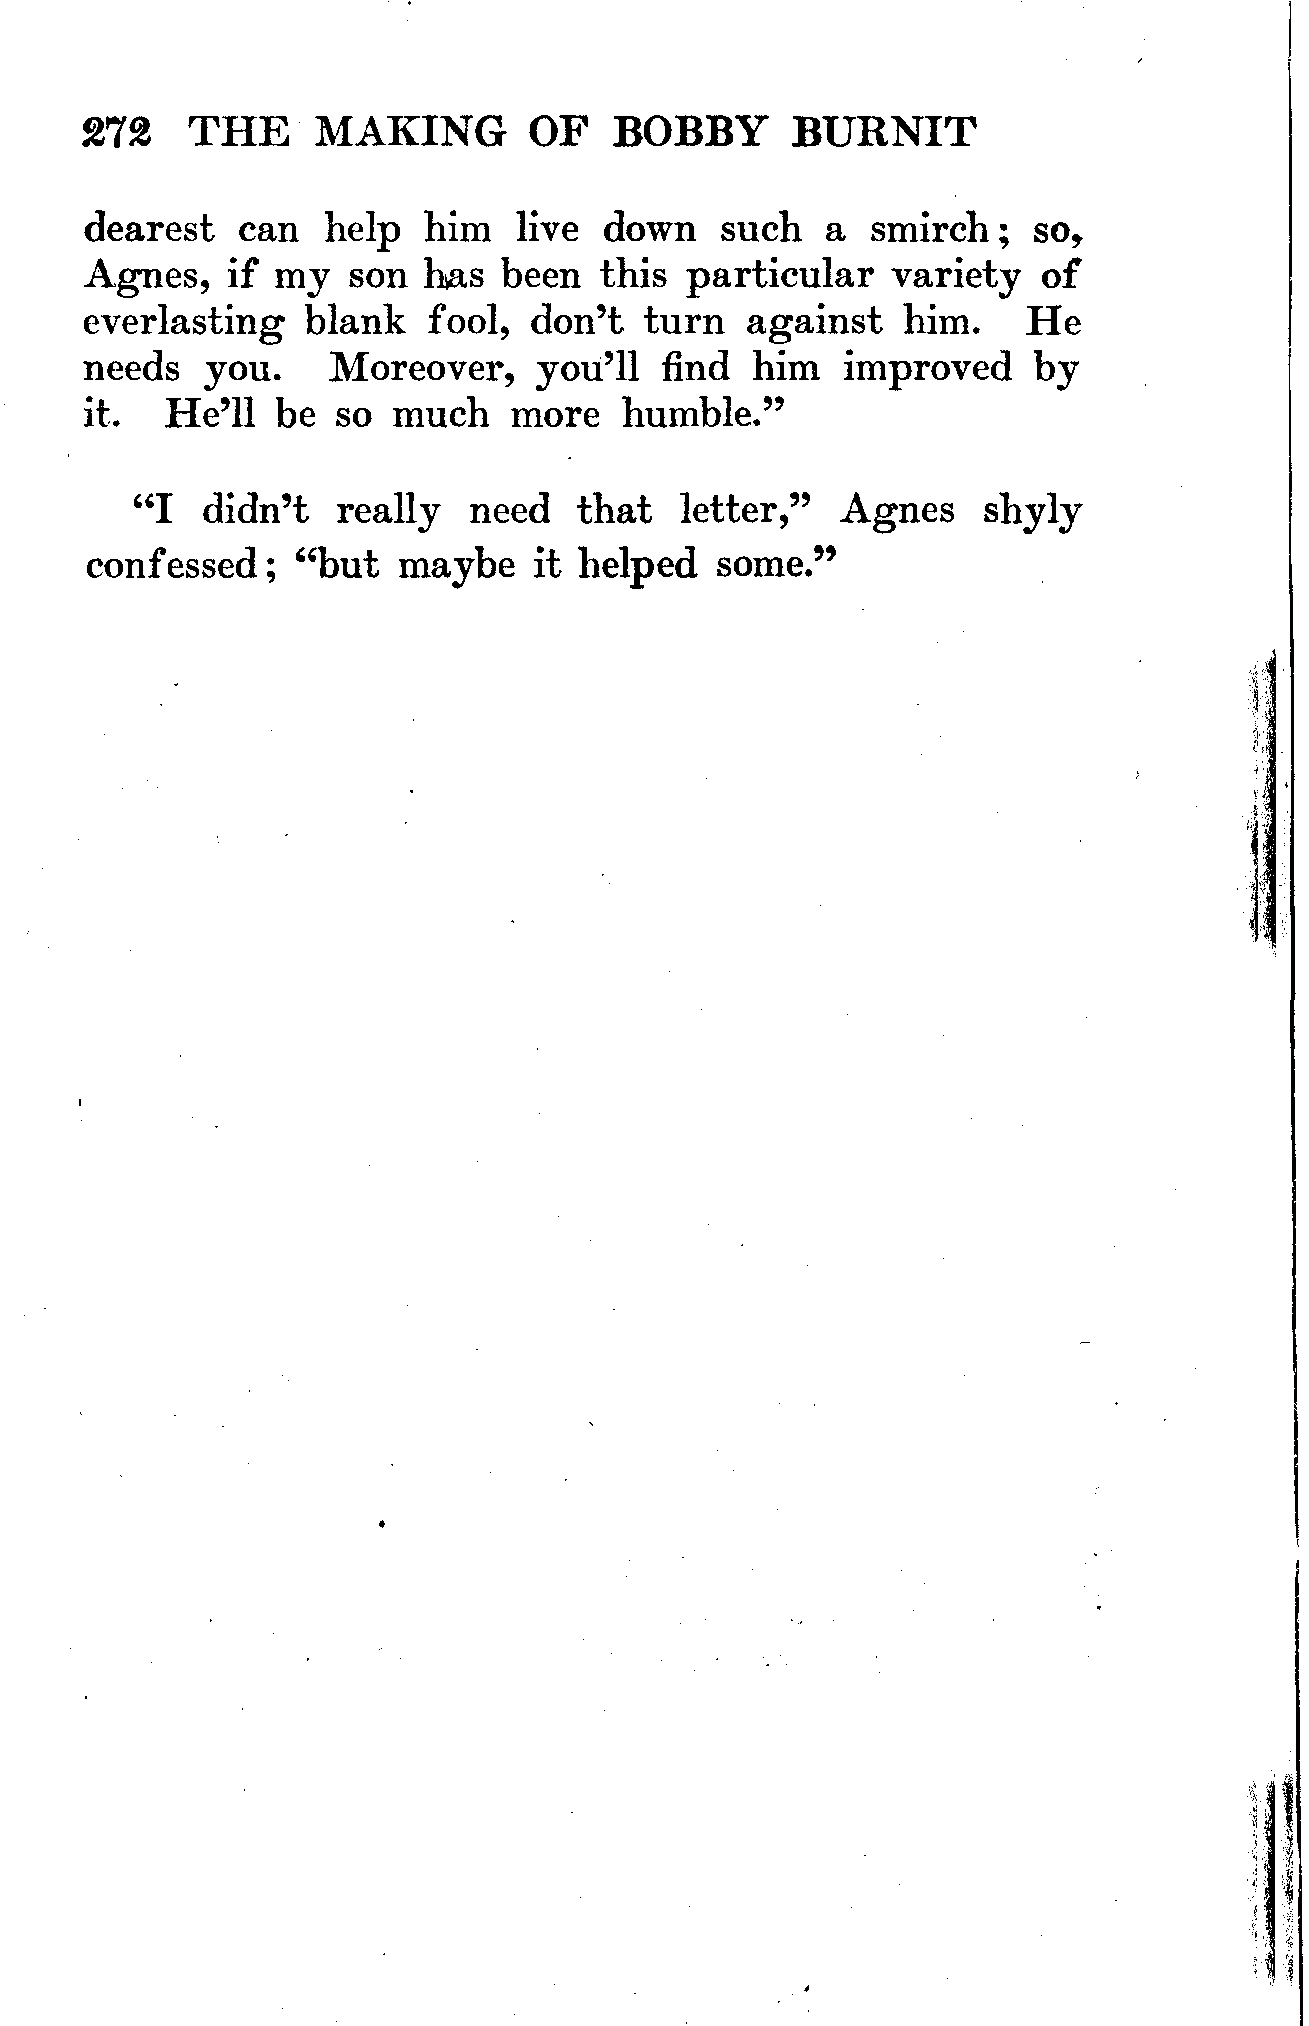 272 THE MAKING OF BOBBY BURNIT
dearest can help him live down such a smirch; so,
Agnes, if my son has been this particular variety of
everlasting blank fool, don't turn against him. He
needs you. Moreover, you'll find him improved by
it. He'll be so much more humble."
"I didn't really need that letter," Agnes shyly
confessed; "but maybe it helped some."